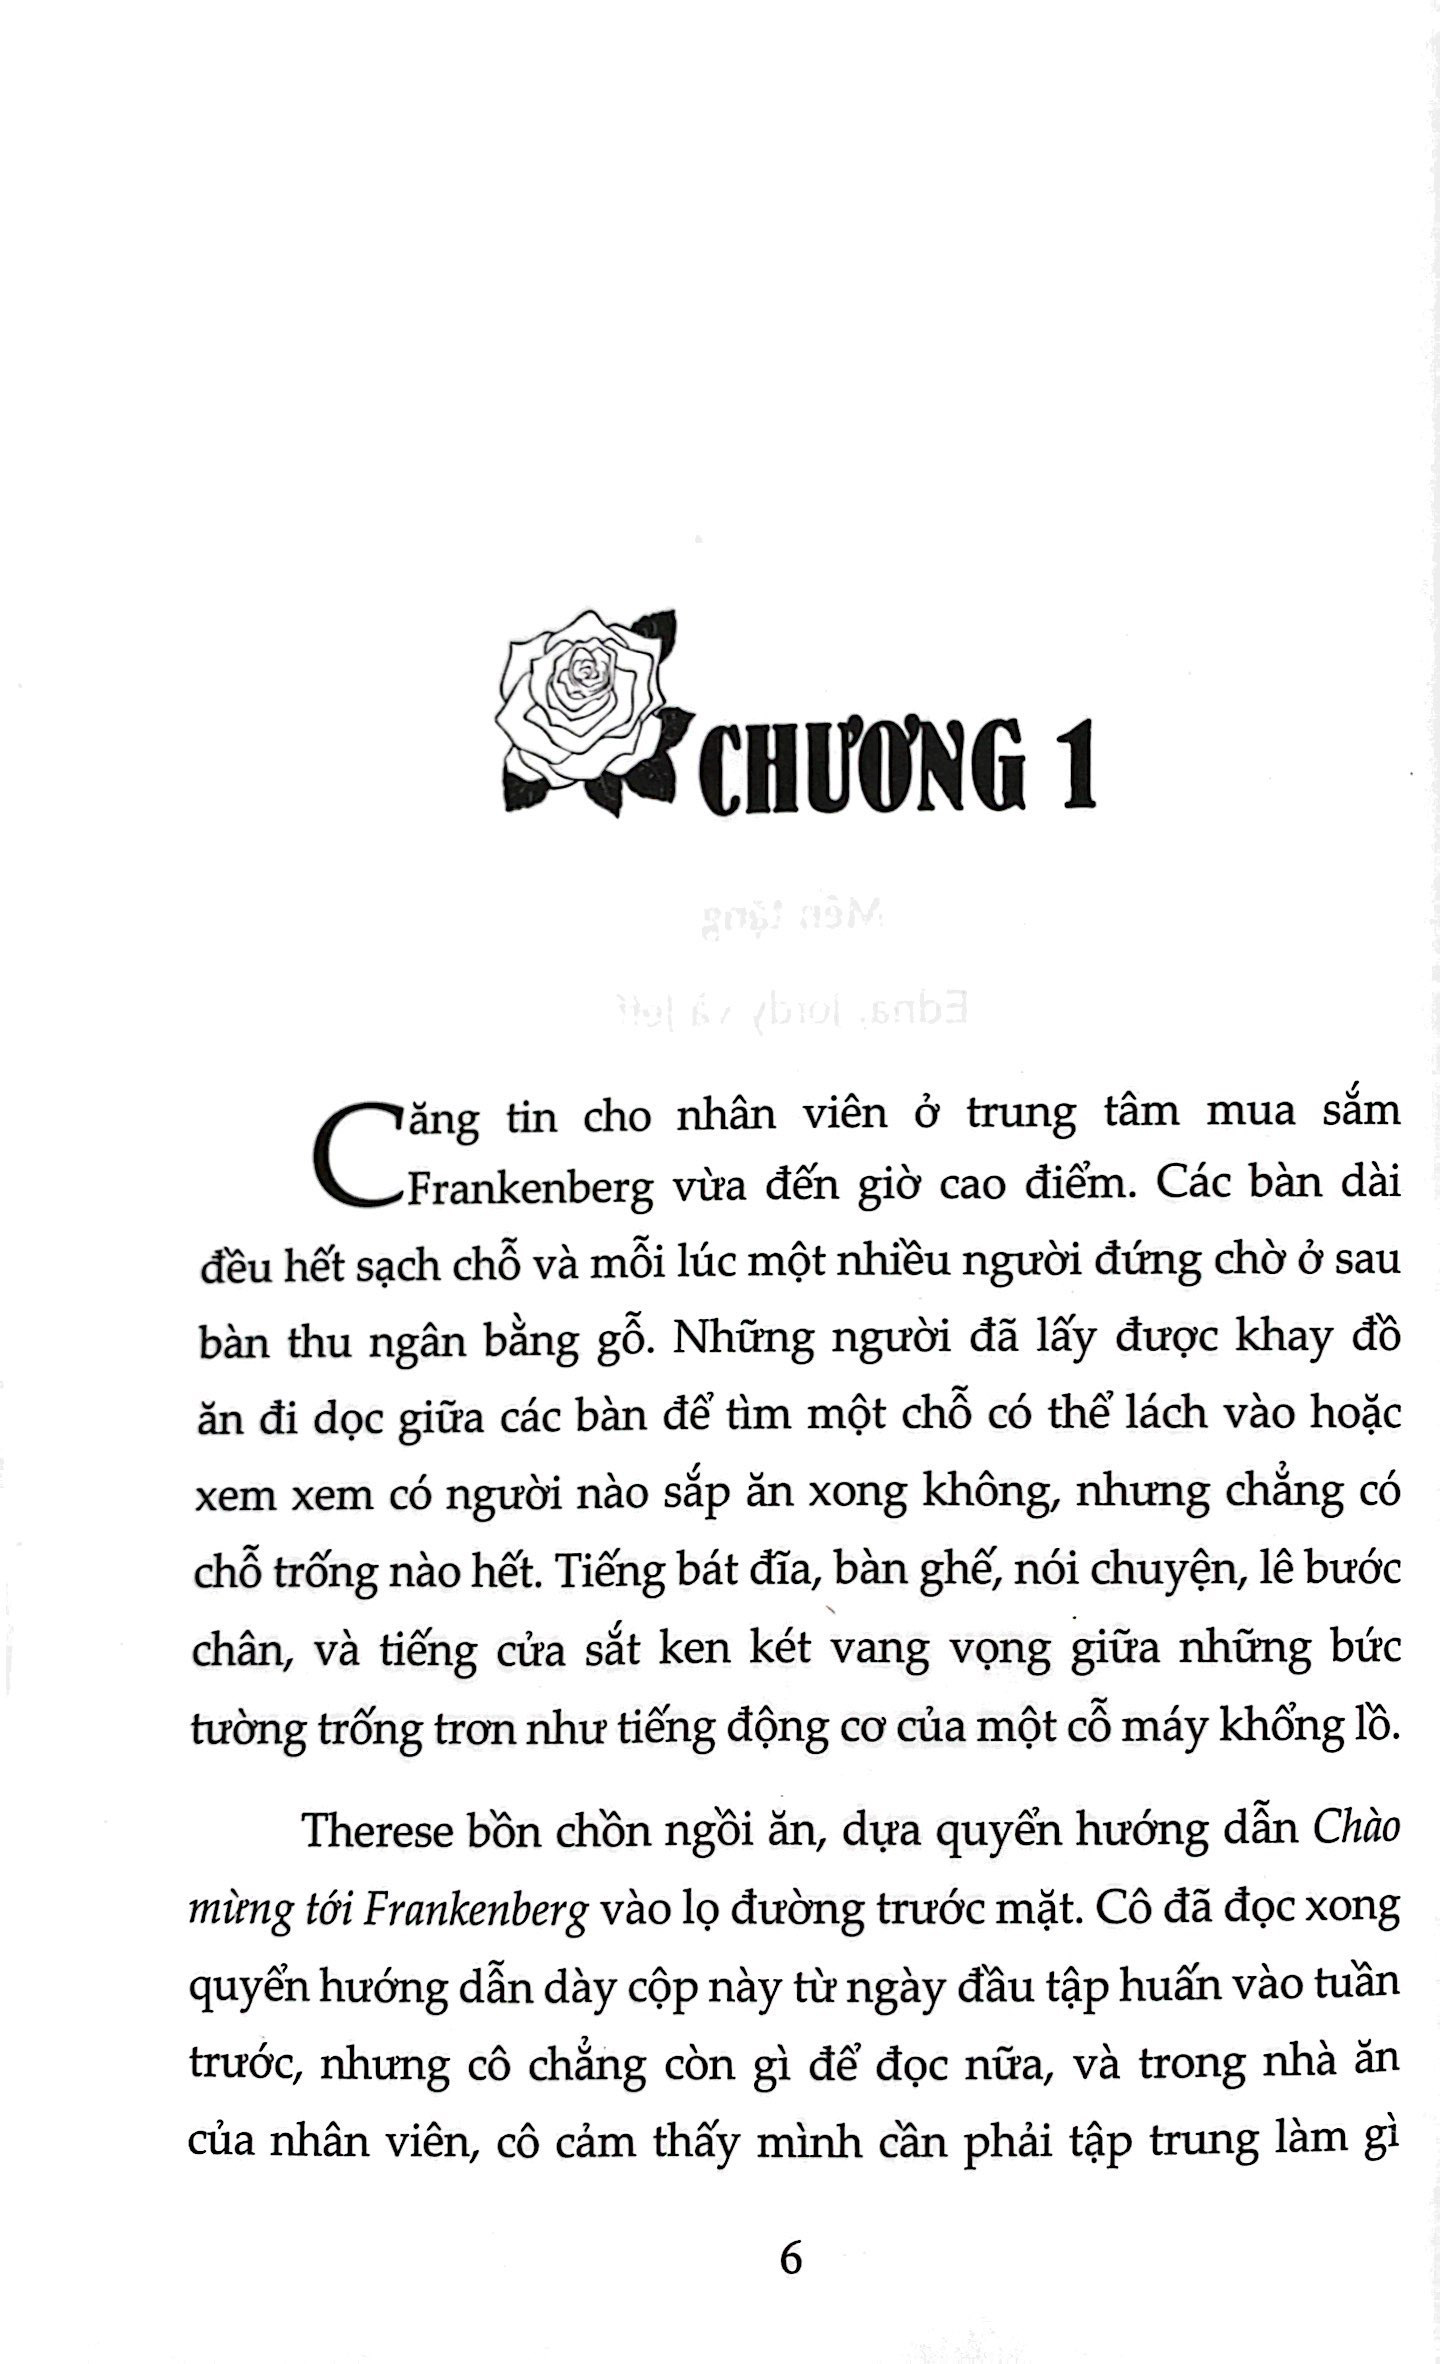 CHƯƠNG 1
Mến tặng
Edna, Jordy và Jeff
Căng tin cho nhân viên ở trung tâm mua sắm
Frankenberg vừa đến giờ cao điểm. Các bàn dài
đều hết sạch chỗ và mỗi lúc một nhiều người đứng chờ ở sau
bàn thu ngân bằng gỗ. Những người đã lấy được khay đồ
ăn đi dọc giữa các bàn để tìm một chỗ có thể lách vào hoặc
xem xem có người nào sắp ăn xong không, nhưng chẳng có
chỗ trống nào hết. Tiếng bát đĩa, bàn ghế, nói chuyện, lê bước
chân, và tiếng cửa sắt ken két vang vọng giữa những bức
tường trống trơn như tiếng động cơ của một cỗ máy khổng lồ.
Therese bồn chồn ngồi ăn, dựa quyển hướng dẫn Chào
mừng tới Frankenberg vào lọ đường trước mặt. Cô đã đọc xong
quyển hướng dẫn dày cộp này từ ngày đầu tập huấn vào tuần
trước, nhưng cô chẳng còn gì để đọc nữa, và trong nhà ăn
của nhân viên, cô cảm thấy mình cần phải tập trung làm gì
6